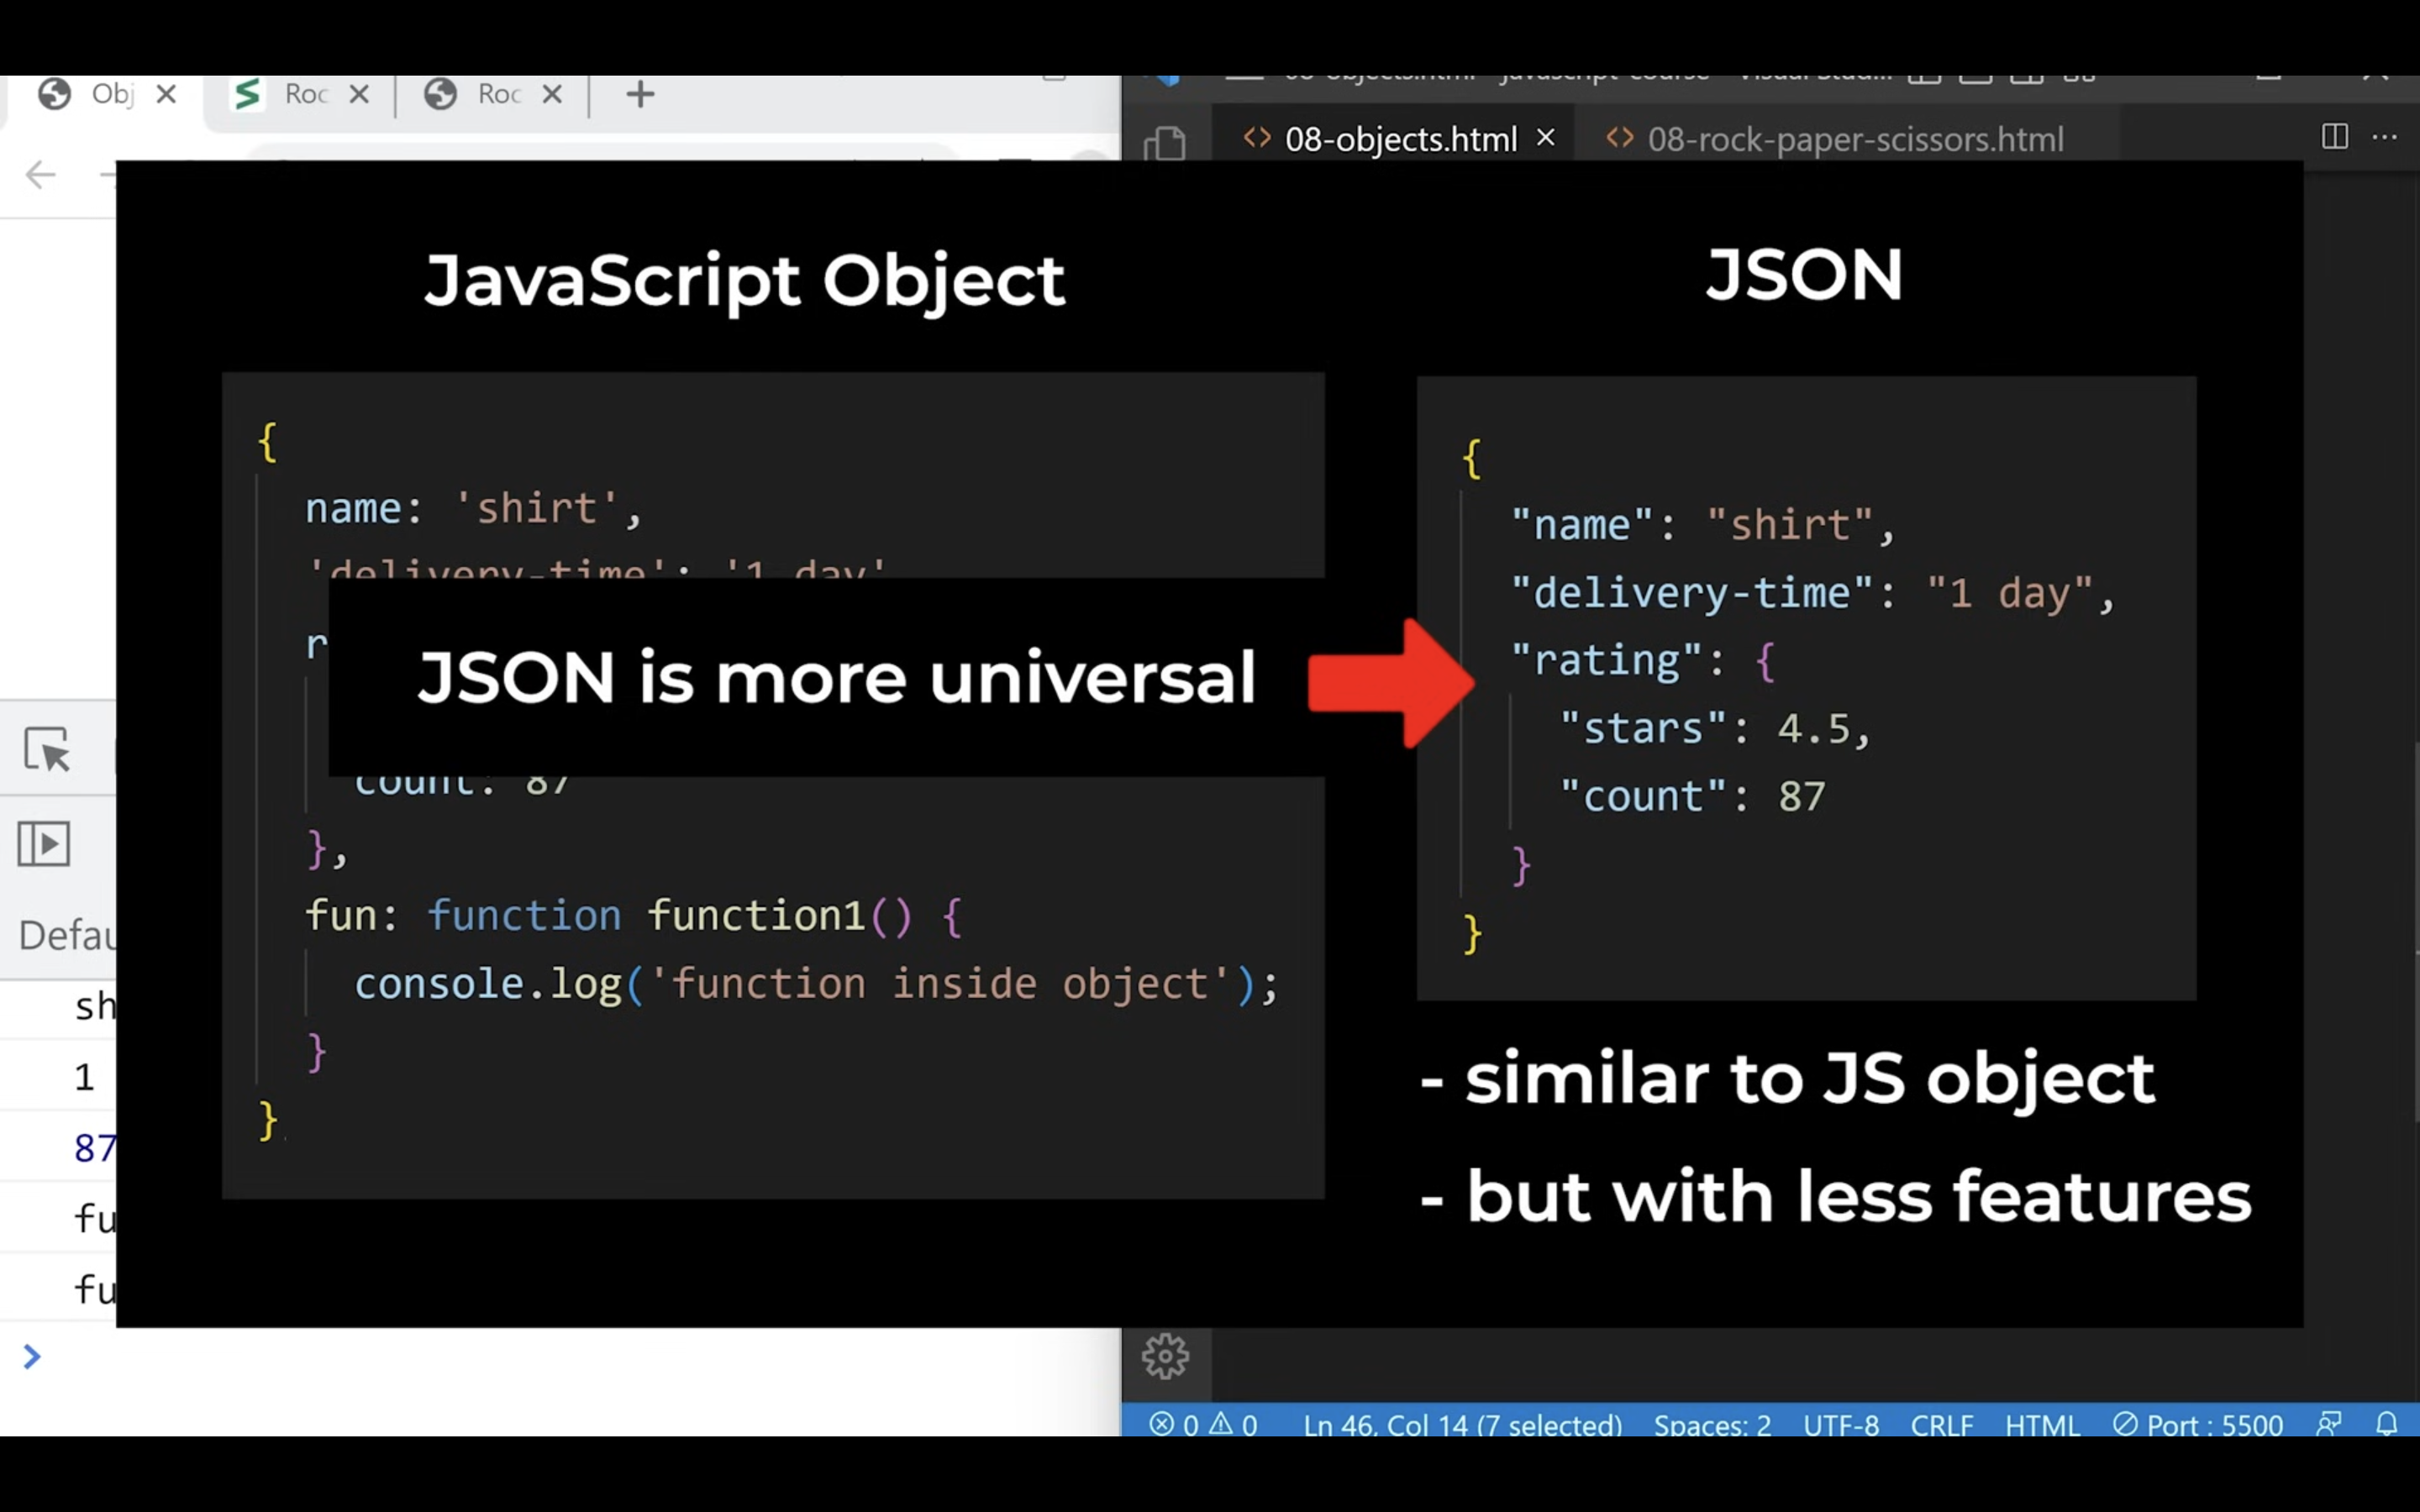 Obj
Roc
Roc
08-objects.html
08-rock-paper-scissors.html
JavaScript Object
{
name: 'shirt',
'delivery-time': '1 day'
r
JSON is more universal
count: 87
},
fun: function function1() {
console.log('function inside object');
}
}
JSON
{
"name": "shirt",
"delivery-time": "1 day",
"rating": {
"stars": 4.5,
"count": 87
}
}
- similar to JS object
- but with less features
Defau
sh
1
87
fu
fu
0 0 Ln 46, Col 14 (7 selected) Spaces: 2 UTF-8 CRLF HTML Port : 5500